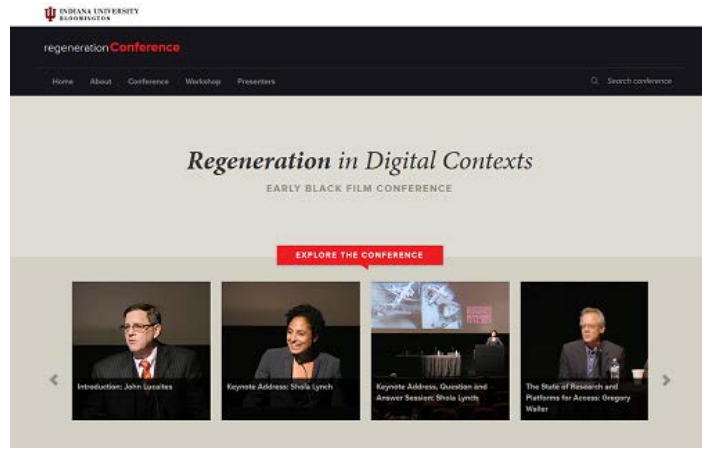 INDIANA UNIVERSITY
BLOOMINGTON
regenerationConference
Home About Conference Workshop Presenters Search conference
Regeneration in Digital Contexts
EARLY BLACK FILM CONFERENCE
EXPLORE THE CONFERENCE
Introduction: John Lucaites
Keynote Address: Shola Lynch
Keynote Address, Question and
Answer Session: Shola Lynch
The State of Research and
Platforms for Access: Gregory
Waller